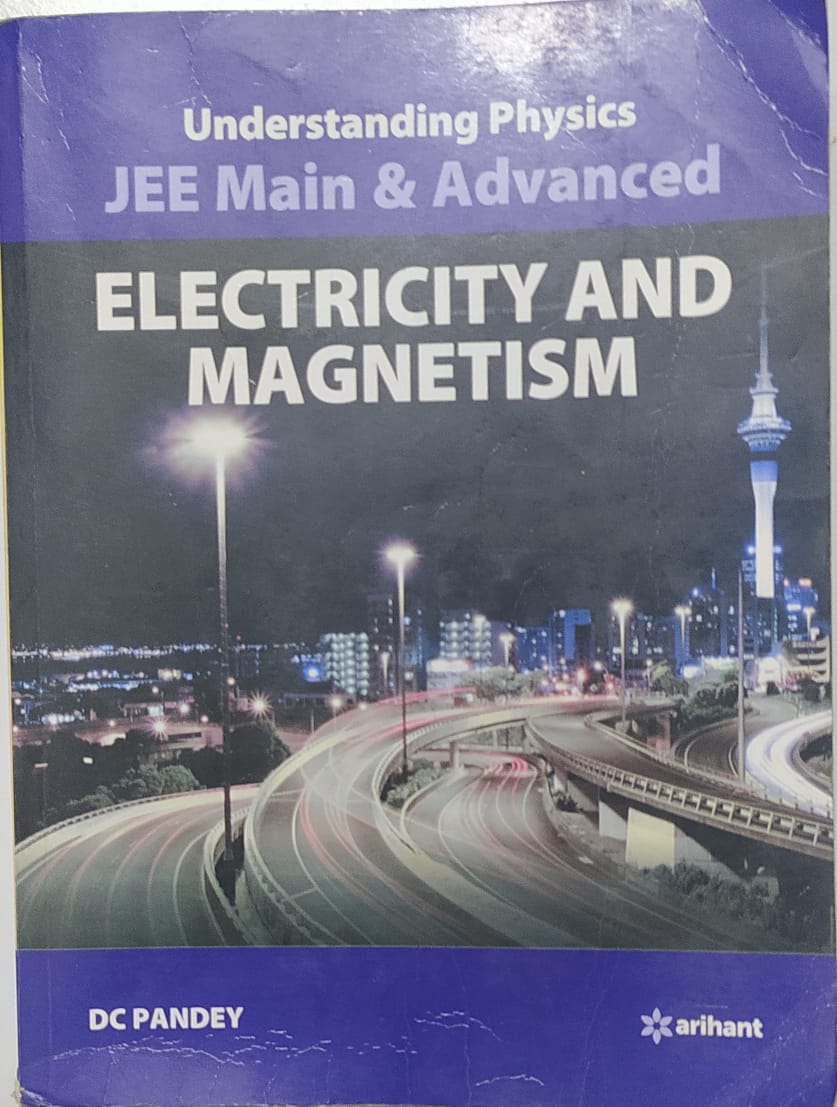 Understanding Physics
JEE Main & Advanced
ELECTRICITY AND
MAGNETISM
DC PANDEY
arihant